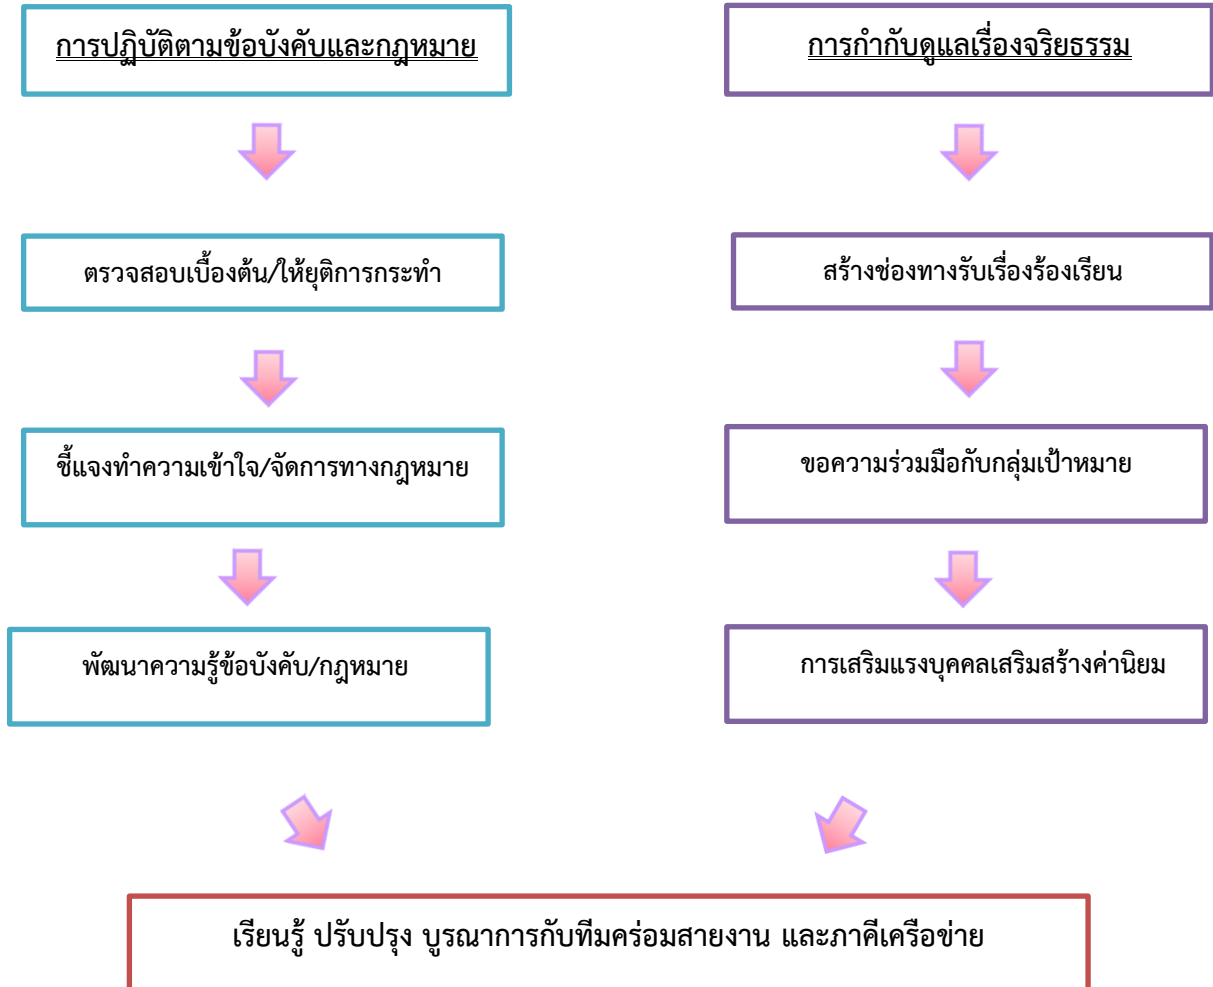 การปฏิบัติตามข้อบังคับและกฎหมาย
ตรวจสอบเบื้องต้น/ให้ยุติการกระทำ
ชี้แจงทำความเข้าใจ/จัดการทางกฎหมาย
พัฒนาความรู้ข้อบังคับ/กฎหมาย
การกำกับดูแลเรื่องจริยธรรม
สร้างช่องทางรับเรื่องร้องเรียน
ขอความร่วมมือกับกลุ่มเป้าหมาย
การเสริมแรงบุคคลเสริมสร้างค่านิยม
เรียนรู้ ปรับปรุง บูรณาการกับทีมคร่อมสายงาน และภาคีเครือข่าย